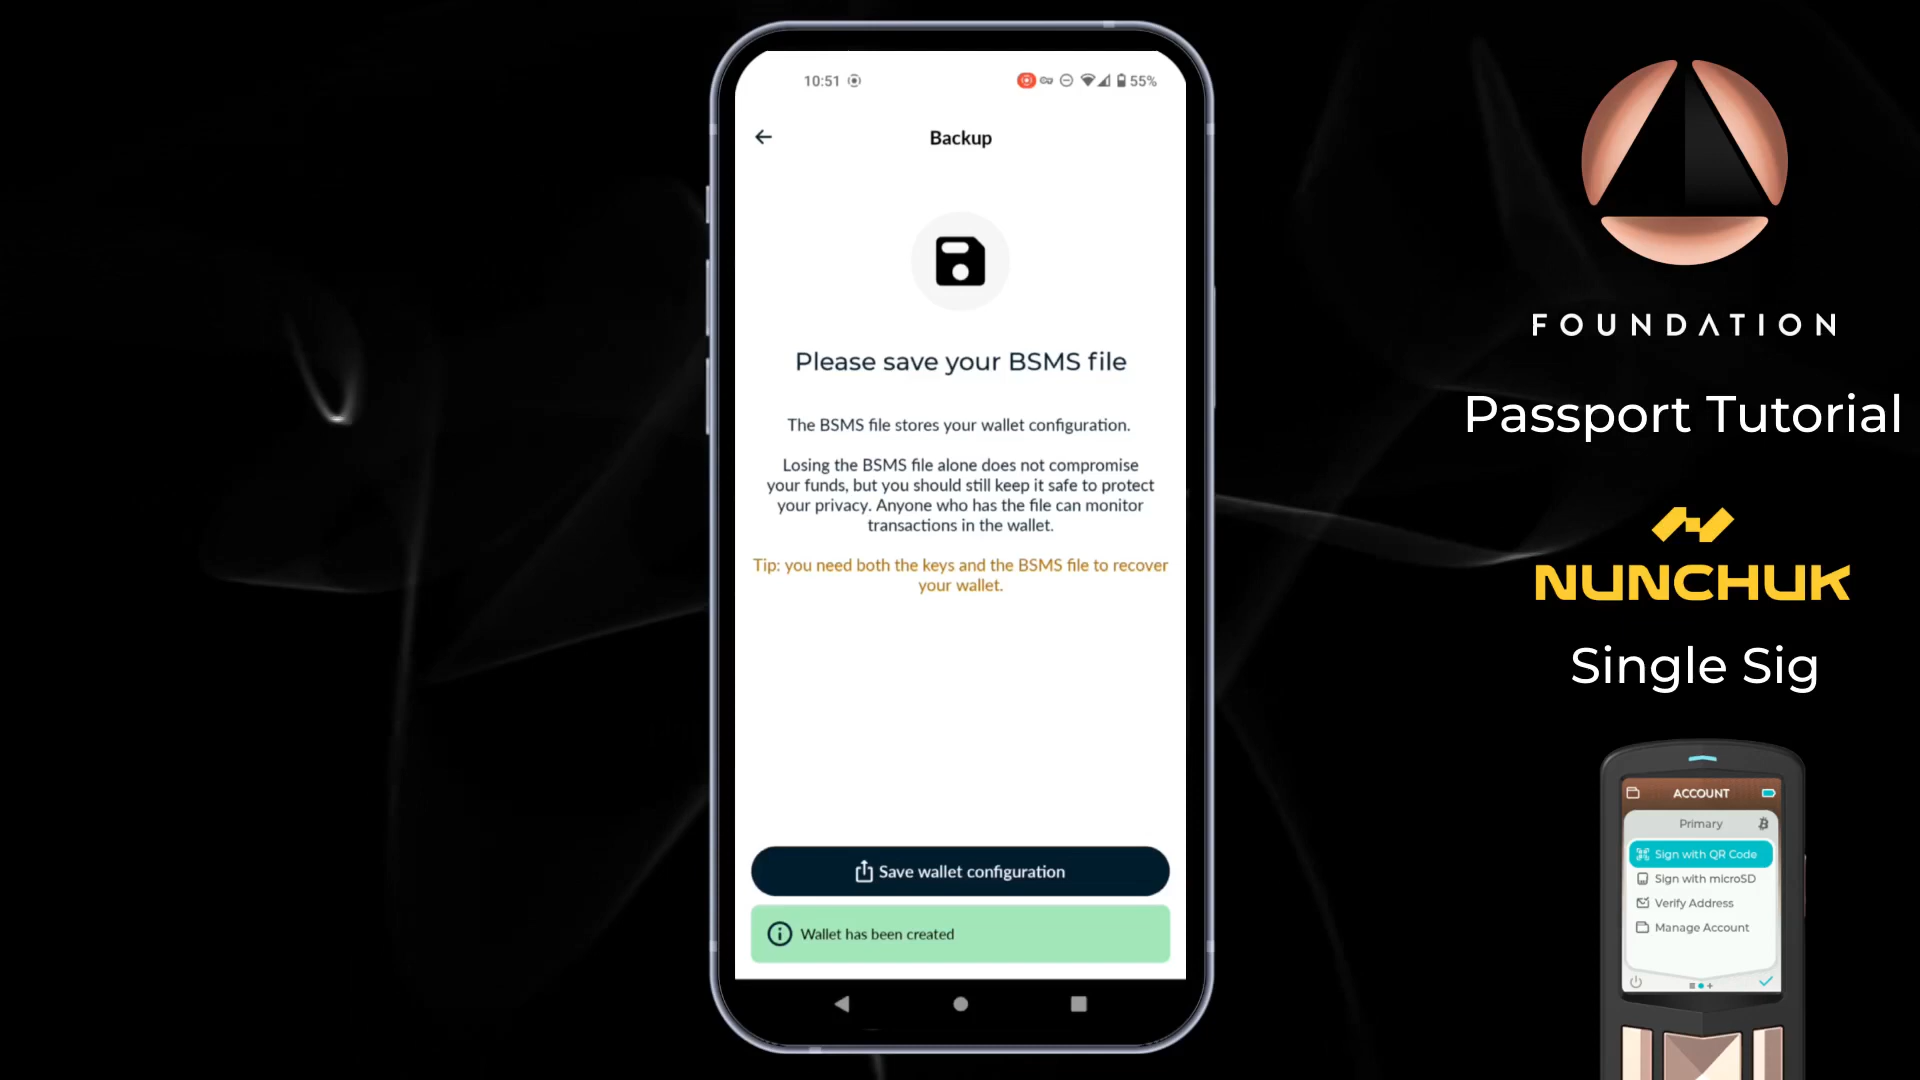 10:51
55%
Backup
Please save your BSMS file
The BSMS file stores your wallet configuration.
Losing the BSMS file alone does not compromise
your funds, but you should still keep it safe to protect
your privacy. Anyone who has the file can monitor
transactions in the wallet.
Tip: you need both the keys and the BSMS file to recover
your wallet.
Save wallet configuration
Wallet has been created
FOUNDATION
Passport Tutorial
NUNCHUK
Single Sig
ACCOUNT
Primary
Sign with QR Code
Sign with microSD
Verify Address
Manage Account